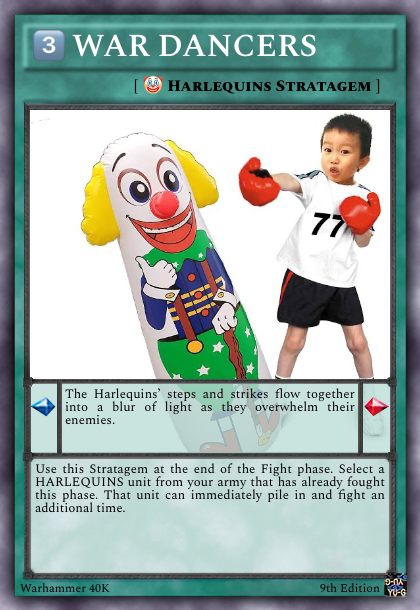 3 WAR DANCERS
[ 🤡 HARLEQUINS STRATAGEM ]
77
The Harlequins' steps and strikes flow together
into a blur of light as they overwhelm their
enemies.
Use this Stratagem at the end of the Fight phase. Select a
HARLEQUINS unit from your army that has already fought
this phase. That unit can immediately pile in and fight an
additional time.
Warhammer 40K 9th Edition